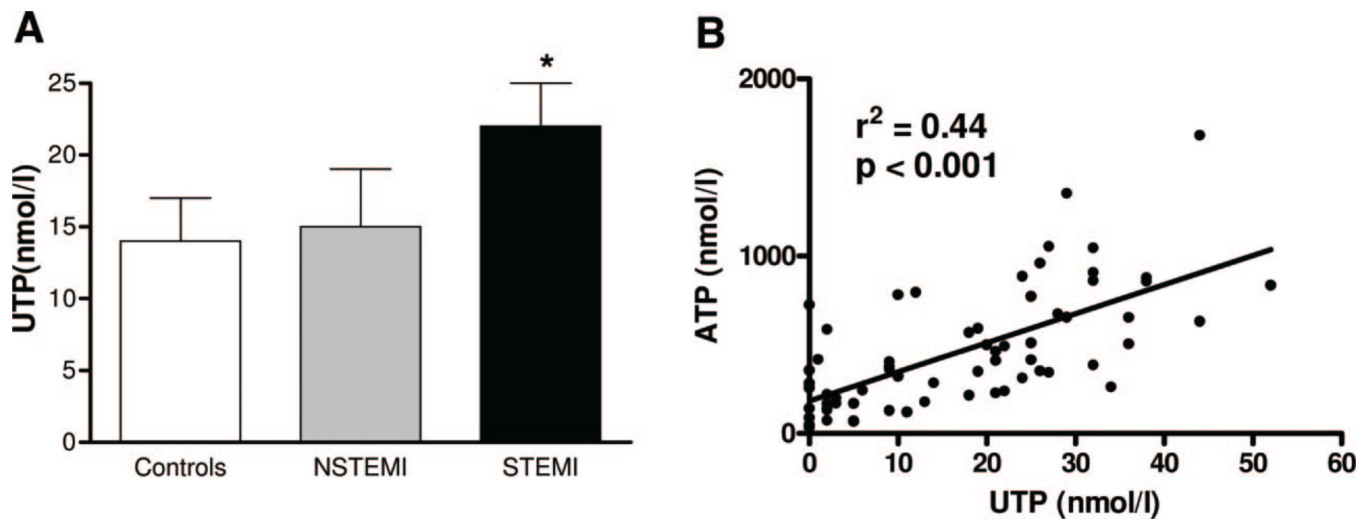 A
UTP(nmol/l)
25
20
15
10
5
0
*
Controls
NSTEMI
STEMI
B
ATP (nmol/l)
2000
1000
0
r² = 0.44
p < 0.001
0 10 20 30 40 50 60
UTP (nmol/l)